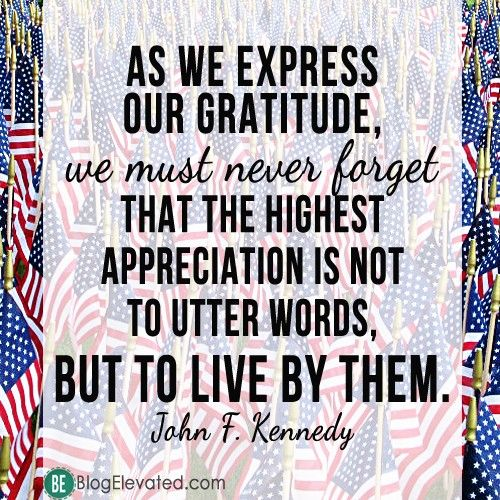 AS WE EXPRESS
OUR GRATITUDE,
we must never forget
THAT THE HIGHEST
APPRECIATION IS NOT
TO UTTER WORDS,
BUT TO LIVE BY THEM.
John F. Kennedy
BE BlogElevated.com